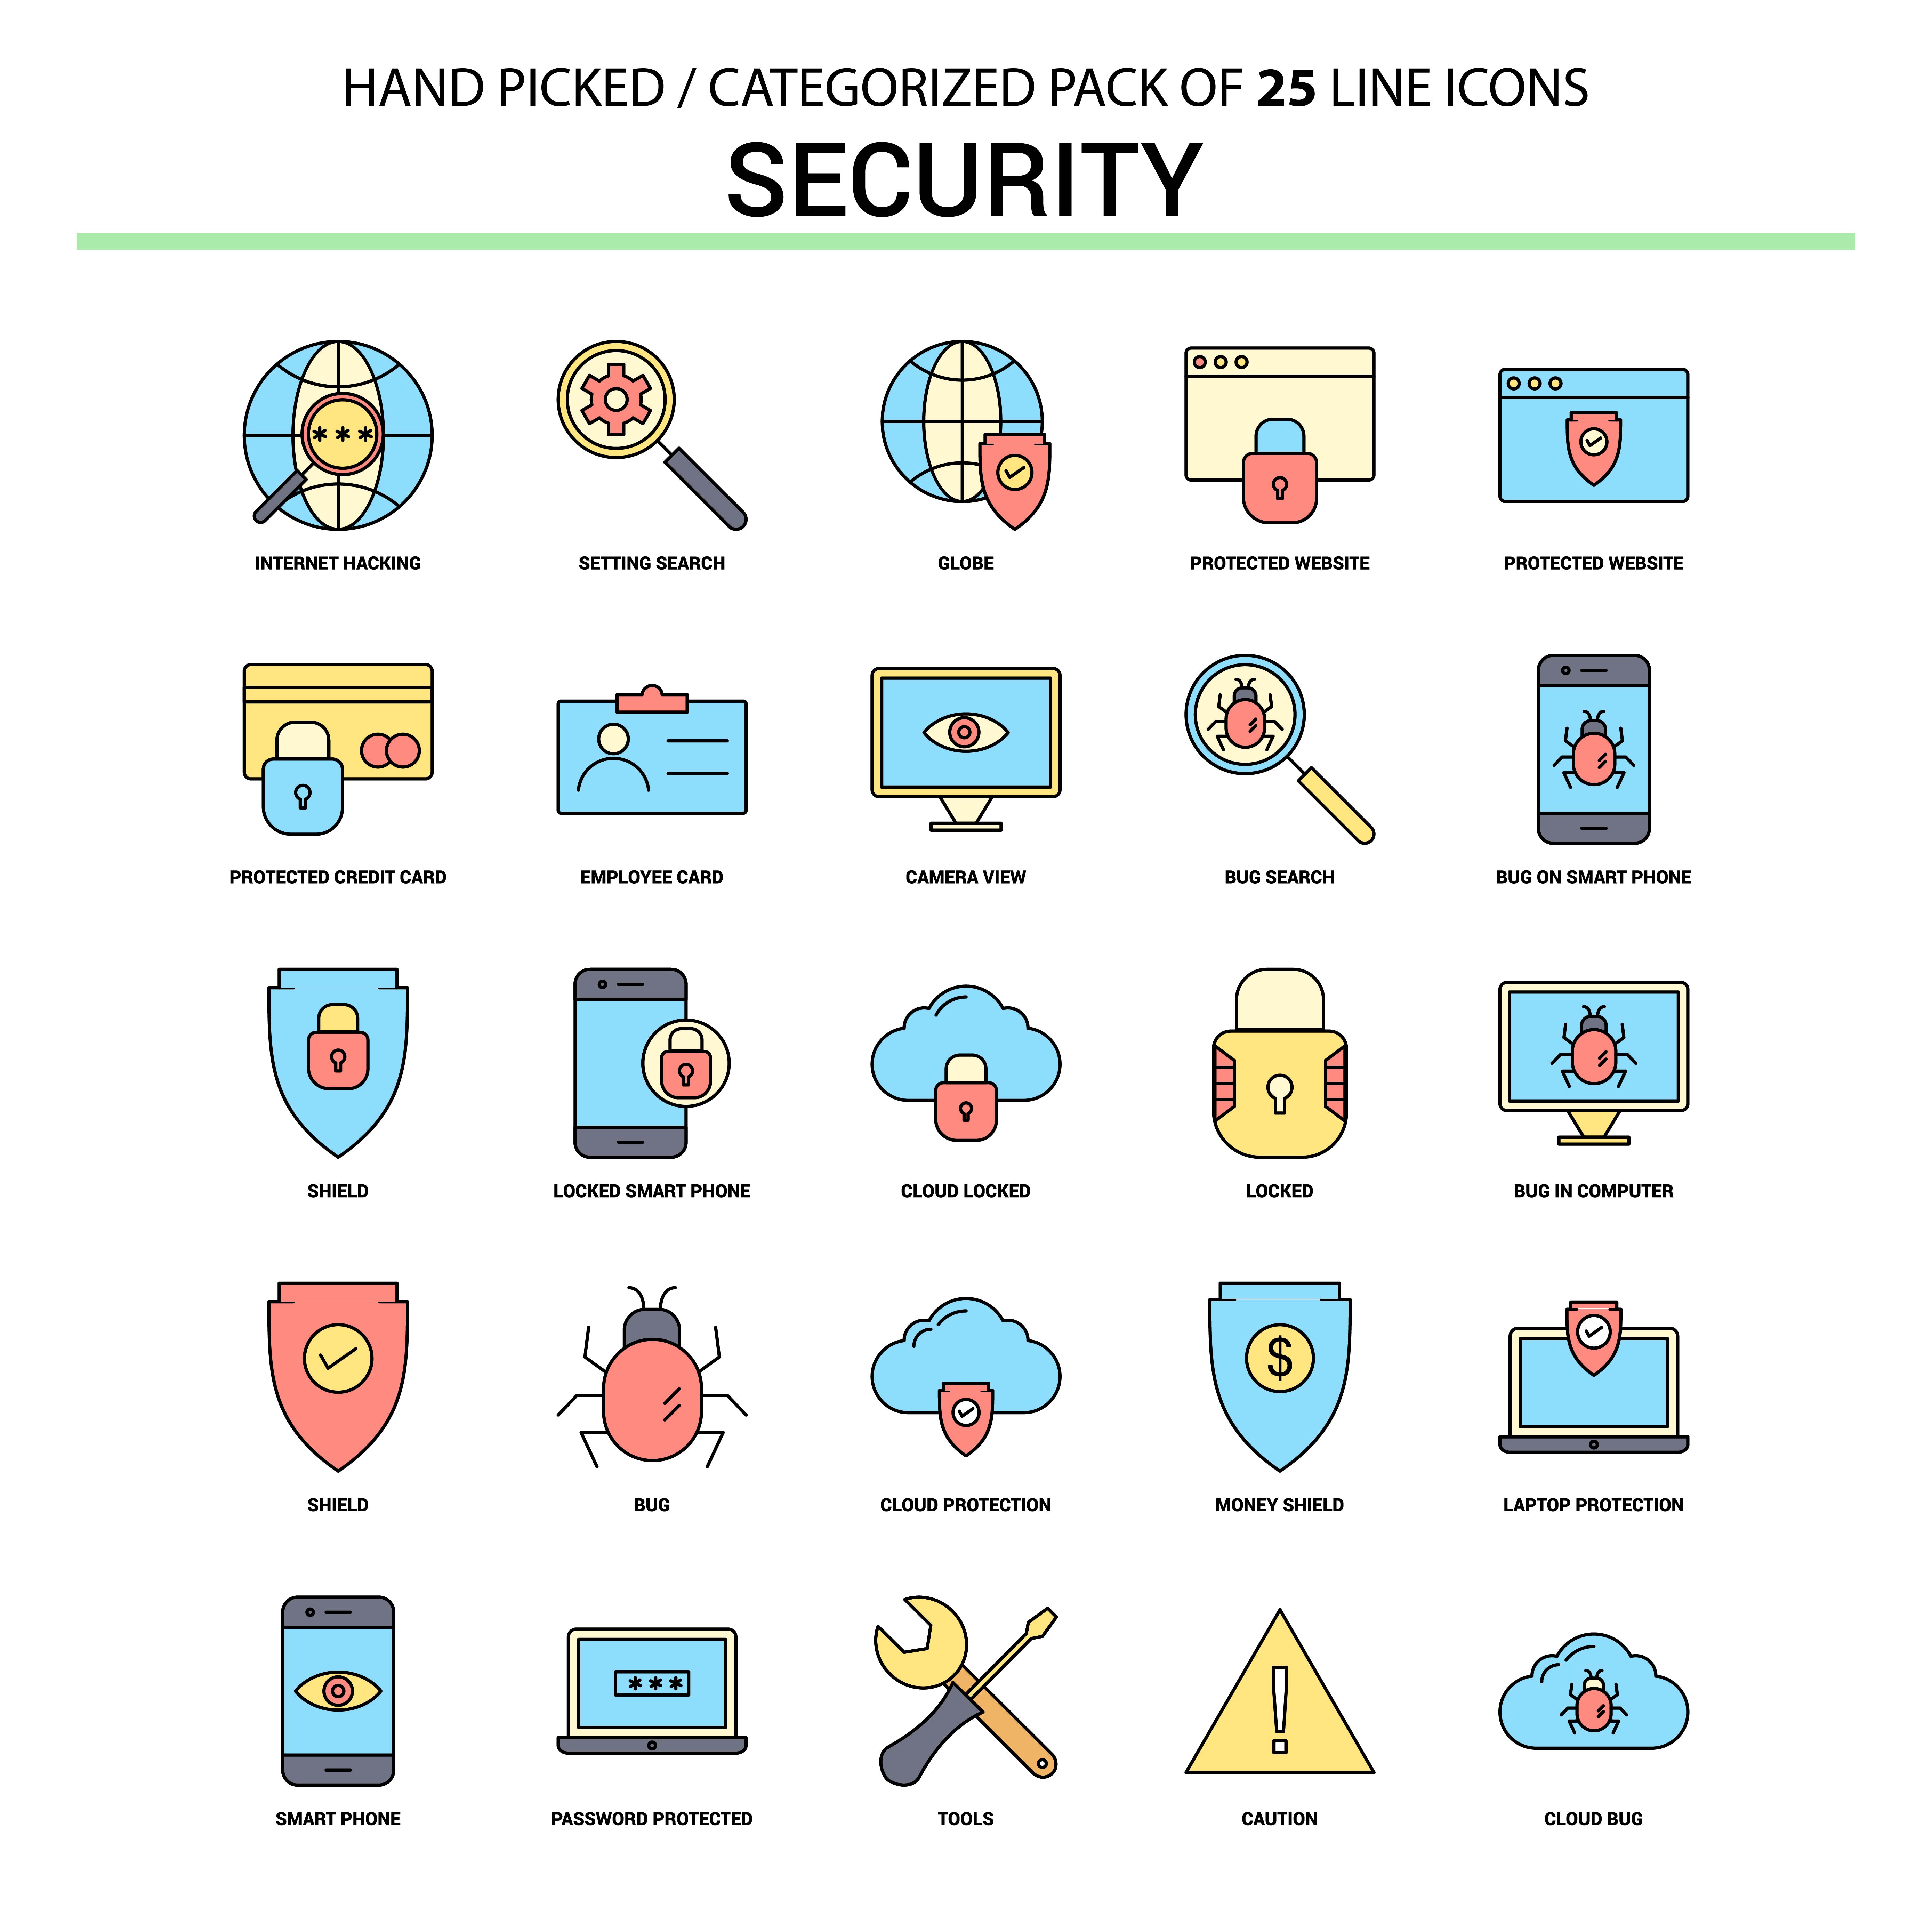 HAND PICKED / CATEGORIZED PACK OF 25 LINE ICONS
SECURITY
***
INTERNET HACKING
SETTING SEARCH
GLOBE
PROTECTED WEBSITE
PROTECTED WEBSITE
PROTECTED CREDIT CARD
EMPLOYEE CARD
CAMERA VIEW
BUG SEARCH
BUG ON SMART PHONE
SHIELD
LOCKED SMART PHONE
CLOUD LOCKED
LOCKED
BUG IN COMPUTER
$
SHIELD
BUG
CLOUD PROTECTION
MONEY SHIELD
LAPTOP PROTECTION
***
!
SMART PHONE
PASSWORD PROTECTED
TOOLS
CAUTION
CLOUD BUG